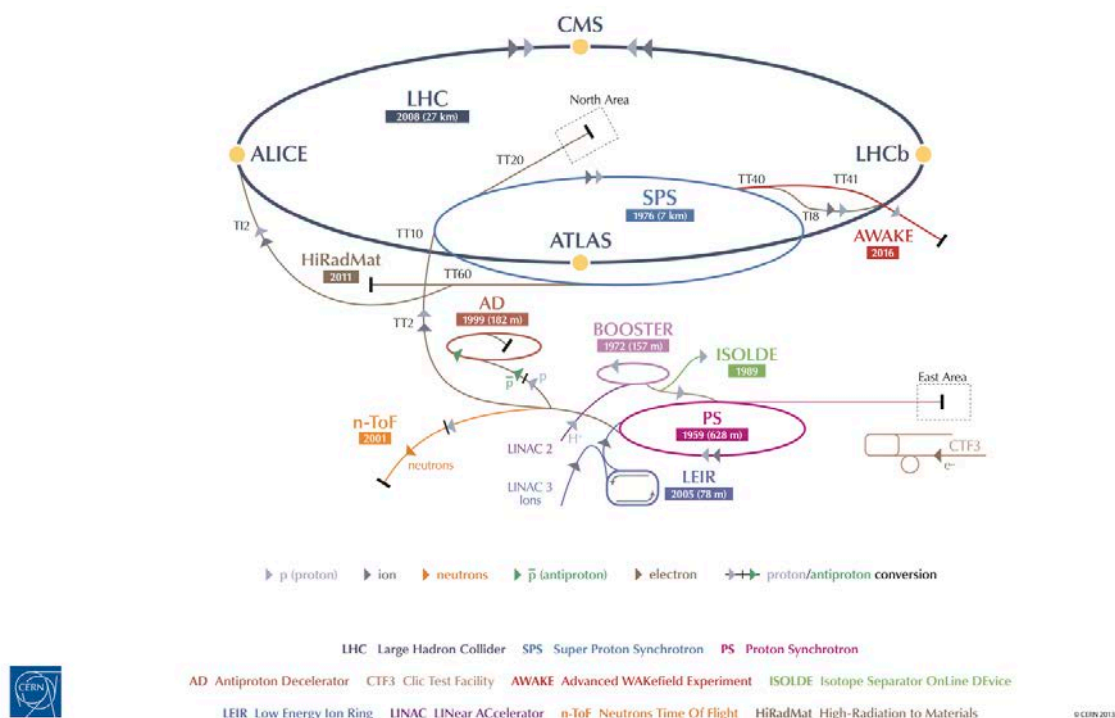 CMS
LHC
2008 (27 km)
North Area
ALICE
TT20
LHCb
TT40
TT41
SPS
1976 (7 km)
TI8
TI2
TT10
ATLAS
AWAKE
2016
HiRadMat
2011
TT60
AD
1999 (182 m)
TT2
BOOSTER
1972 (157 m)
ISOLDE
1989
p̅
p
East Area
n-ToF
2001
PS
1959 (628 m)
LINAC 2
H⁻
neutrons
CTF3
e⁻
LEIR
2005 (78 m)
LINAC 3
Ions
p (proton) ion neutrons p̅ (antiproton) electron proton/antiproton conversion
LHC Large Hadron Collider SPS Super Proton Synchrotron PS Proton Synchrotron
AD Antiproton Decelerator CTF3 Clic Test Facility AWAKE Advanced WAKefield Experiment ISOLDE Isotope Separator OnLine DEvice
LEIR Low Energy Ion Ring LINAC LINear ACcelerator n-ToF Neutrons Time Of Flight HiRadMat High-Radiation to Materials
CERN
© CERN 2013